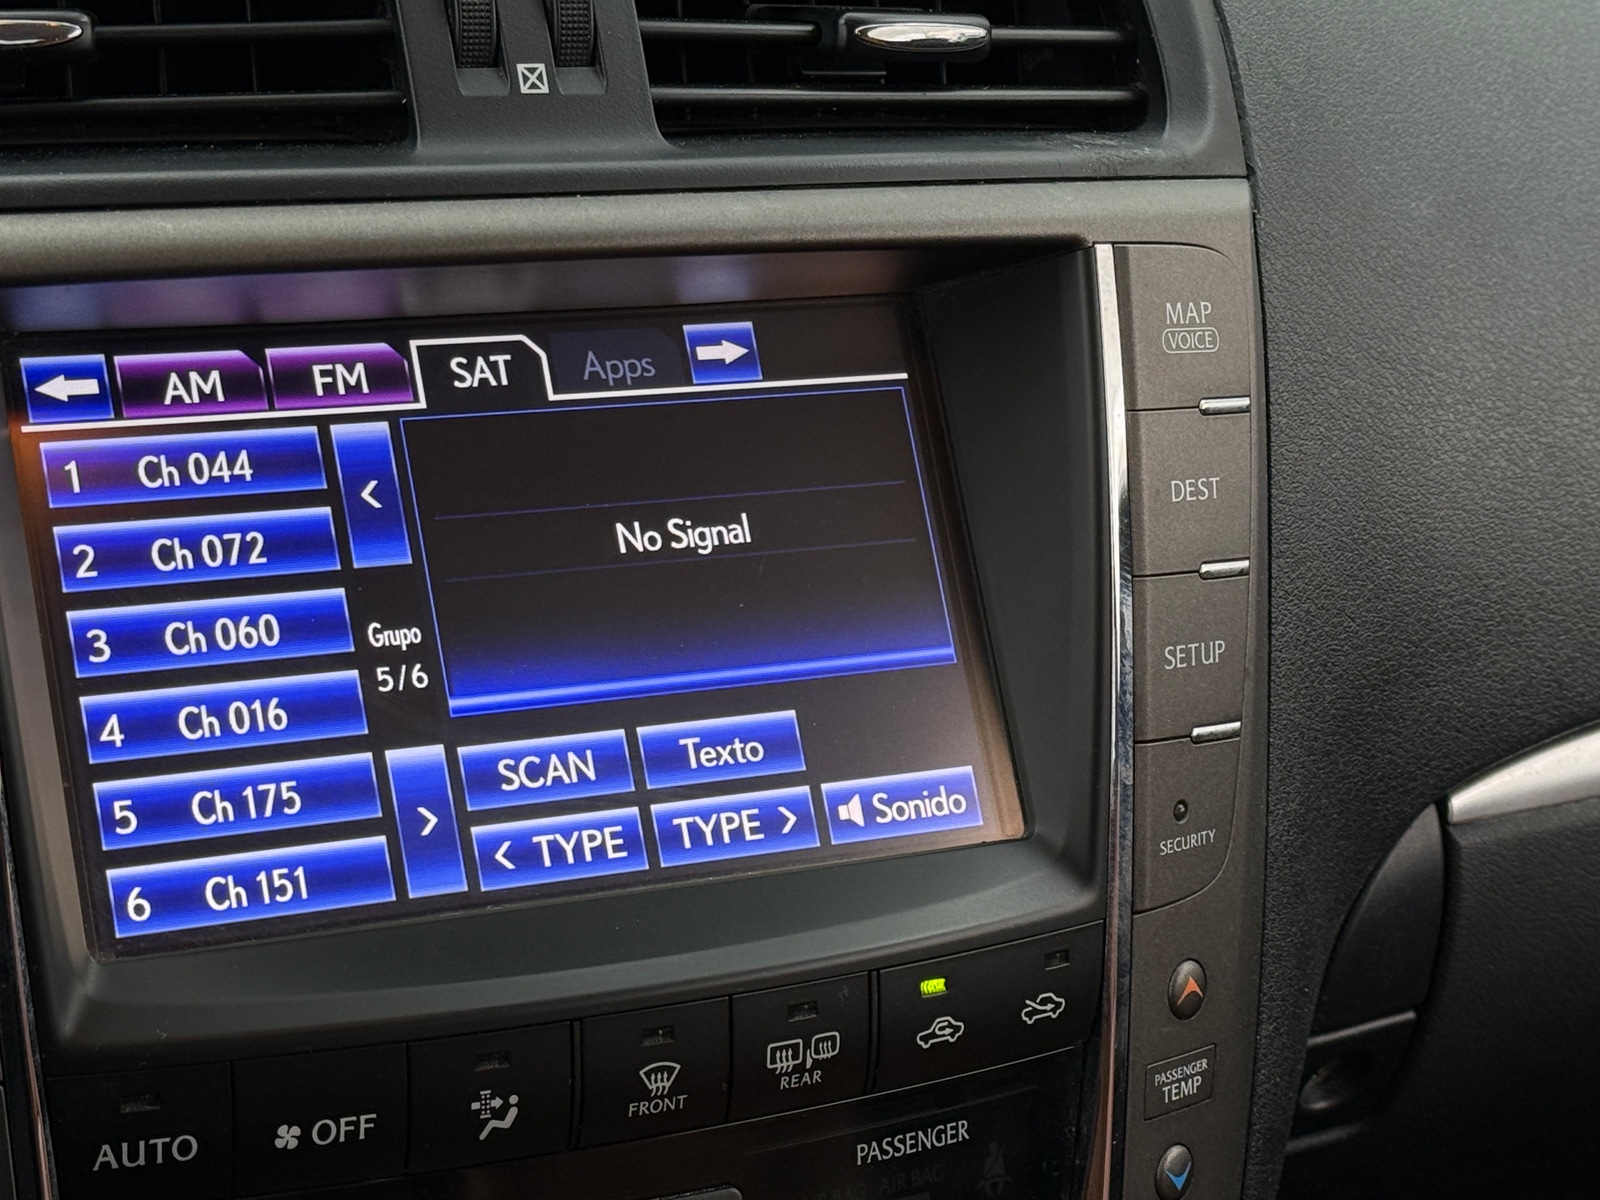 AM
FM
SAT
Apps
1 Ch 044
<
2 Ch 072
No Signal
3 Ch 060
Grupo
5/6
4 Ch 016
5 Ch 175
>
SCAN
Texto
6 Ch 151
< TYPE
TYPE >
Sonido
MAP
VOICE
DEST
SETUP
SECURITY
PASSENGER
TEMP
AUTO
OFF
FRONT
REAR
PASSENGER
AIR BAG